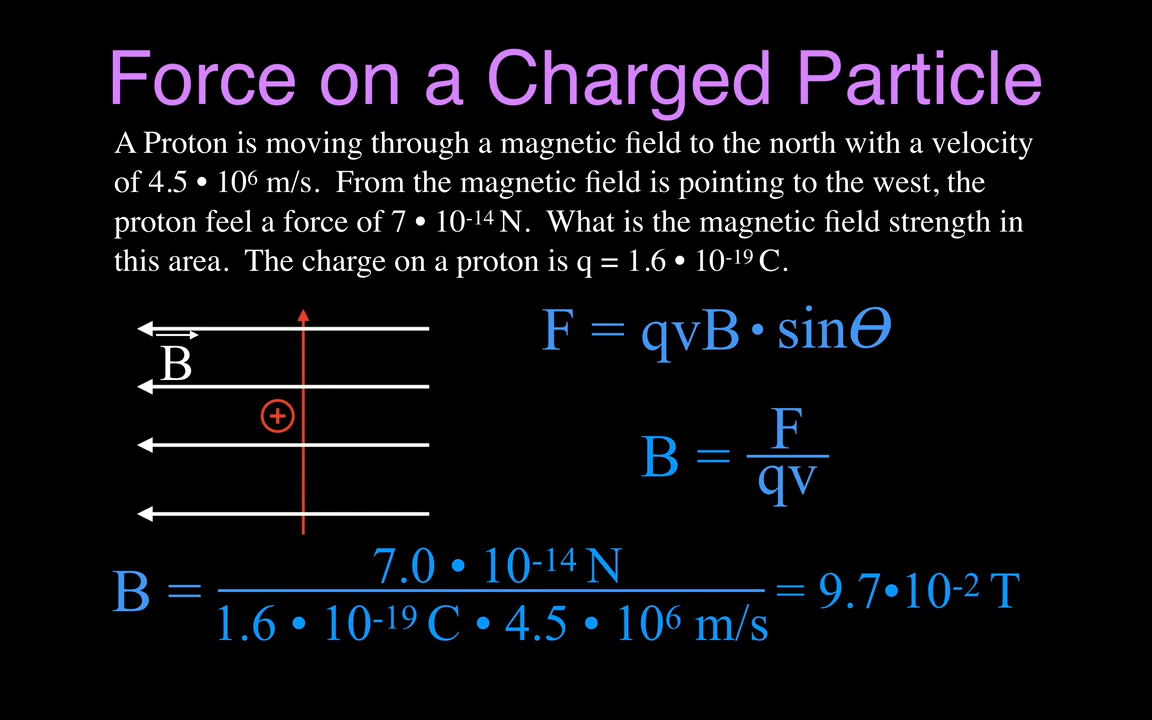 Force on a Charged Particle
A Proton is moving through a magnetic field to the north with a velocity
of 4.5 • 10⁶ m/s.  From the magnetic field is pointing to the west, the
proton feel a force of 7 • 10⁻¹⁴ N.  What is the magnetic field strength in
this area.  The charge on a proton is q = 1.6 • 10⁻¹⁹ C.
B⃗
+
F = qvB • sinΘ
B = F / qv
B = 7.0 • 10⁻¹⁴ N / 1.6 • 10⁻¹⁹ C • 4.5 • 10⁶ m/s = 9.7•10⁻² T